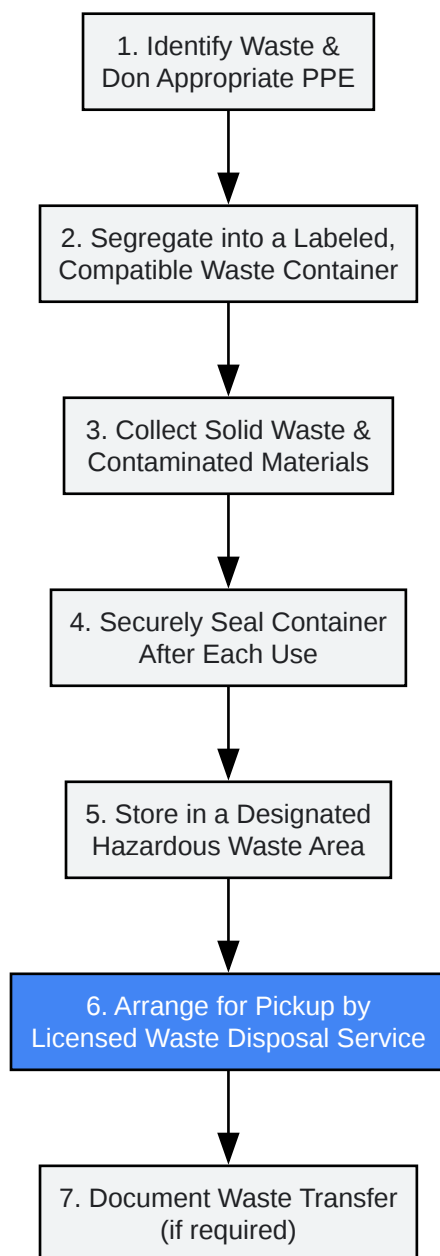 1. Identify Waste &
Don Appropriate PPE
2. Segregate into a Labeled,
Compatible Waste Container
3. Collect Solid Waste &
Contaminated Materials
4. Securely Seal Container
After Each Use
5. Store in a Designated
Hazardous Waste Area
6. Arrange for Pickup by
Licensed Waste Disposal Service
7. Document Waste Transfer
(if required)